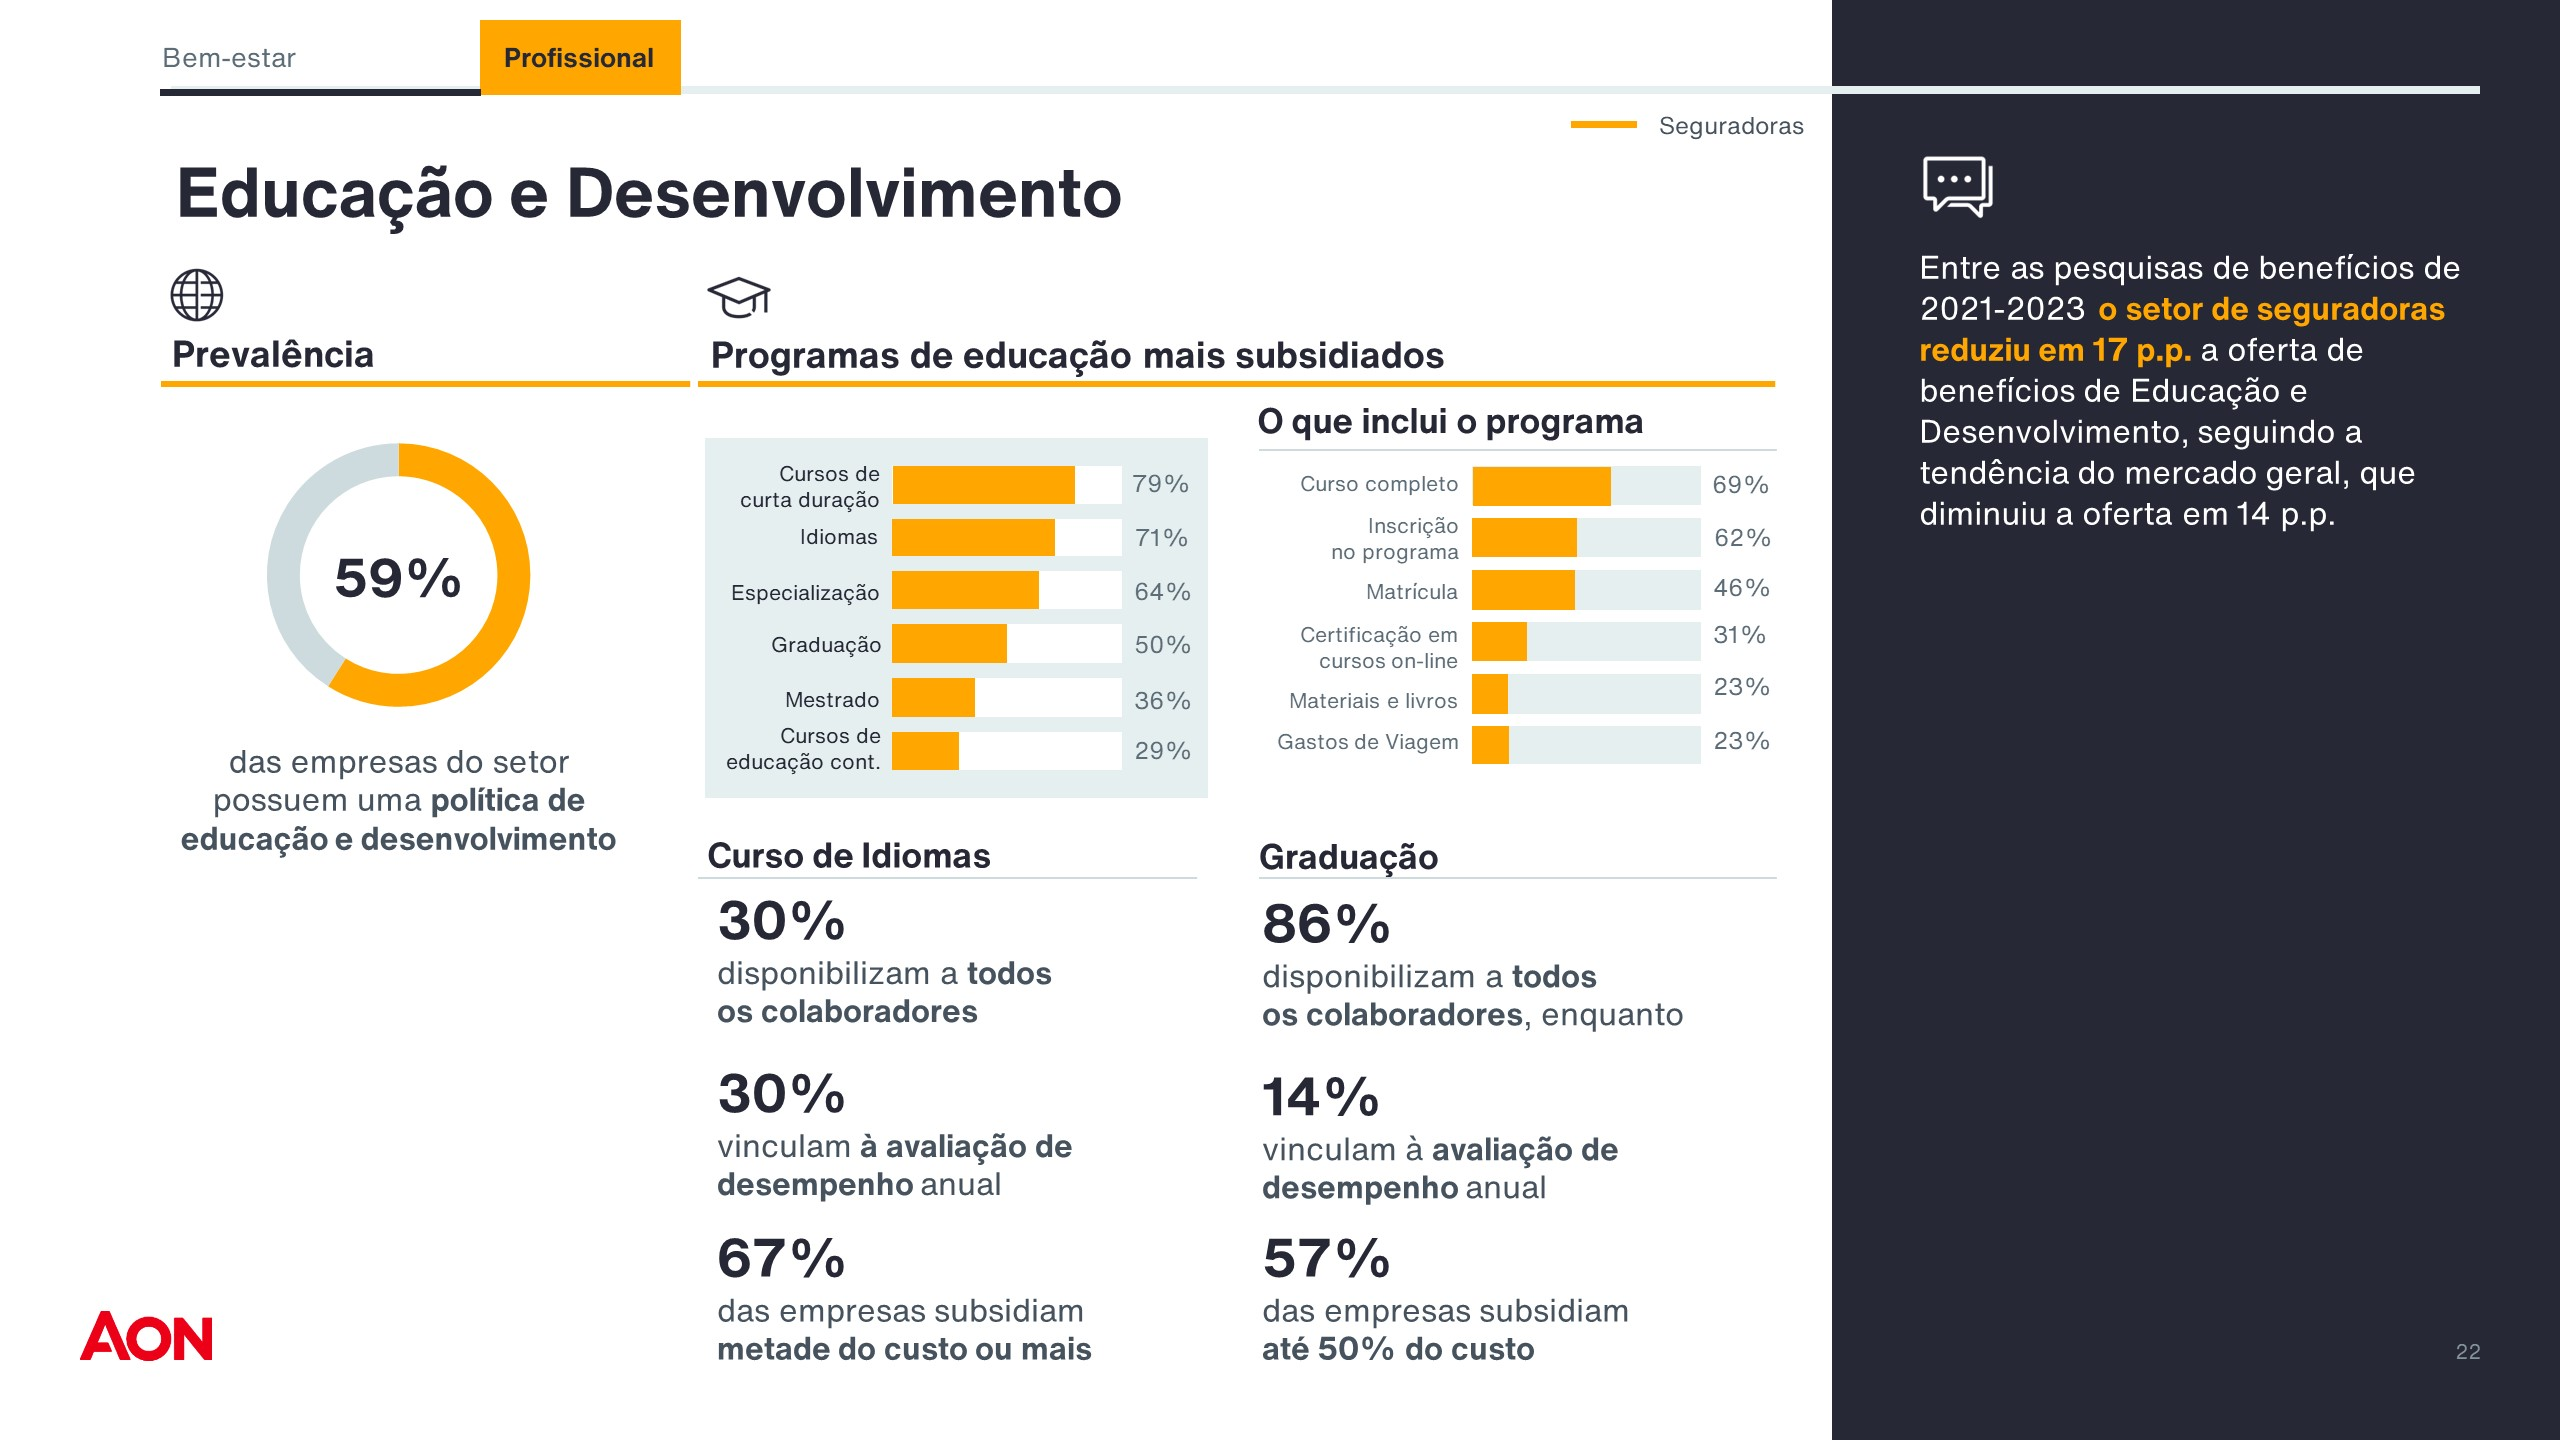 Bem-estar
Profissional
Seguradoras
Educação e Desenvolvimento
Prevalência
59%
das empresas do setor
possuem uma política de
educação e desenvolvimento
Programas de educação mais subsidiados
Cursos de
curta duração
79%
Idiomas
71%
Especialização
64%
Graduação
50%
Mestrado
36%
Cursos de
educação cont.
29%
O que inclui o programa
Curso completo
69%
Inscrição
no programa
62%
Matrícula
46%
Certificação em
cursos on-line
31%
Materiais e livros
23%
Gastos de Viagem
23%
Curso de Idiomas
30%
disponibilizam a todos
os colaboradores
30%
vinculam à avaliação de
desempenho anual
67%
das empresas subsidiam
metade do custo ou mais
Graduação
86%
disponibilizam a todos
os colaboradores, enquanto
14%
vinculam à avaliação de
desempenho anual
57%
das empresas subsidiam
até 50% do custo
Entre as pesquisas de benefícios de
2021-2023 o setor de seguradoras
reduziu em 17 p.p. a oferta de
benefícios de Educação e
Desenvolvimento, seguindo a
tendência do mercado geral, que
diminuiu a oferta em 14 p.p.
AON
22